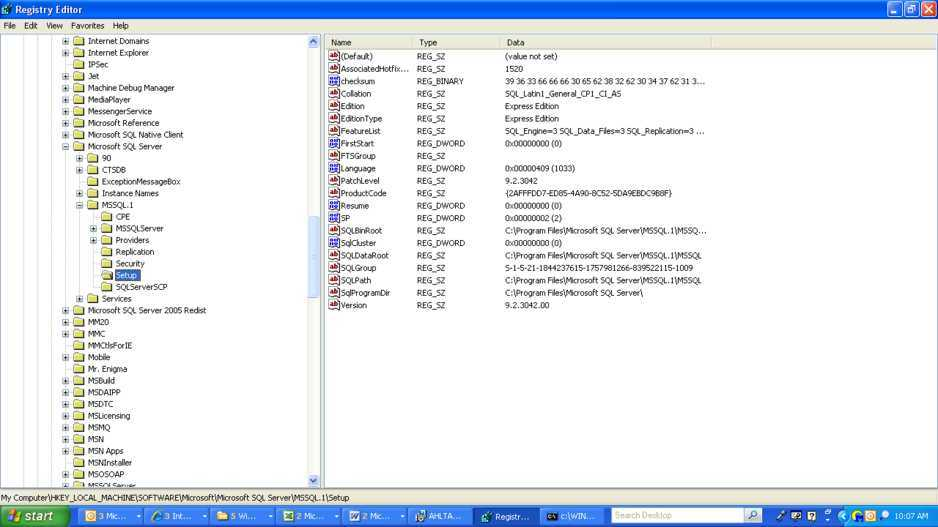 Registry Editor
File Edit View Favorites Help
Internet Domains
Internet Explorer
IPSec
Jet
Machine Debug Manager
MediaPlayer
MessengerService
Microsoft Reference
Microsoft SQL Native Client
Microsoft SQL Server
90
CTSDB
ExceptionMessageBox
Instance Names
MSSQL.1
CPE
MSSQLServer
Providers
Replication
Security
Setup
SQLServerSCP
Services
Microsoft SQL Server 2005 Redist
MM20
MMC
MMCtlsForIE
Mobile
Mr. Enigma
MSBuild
MSDAIPP
MSDTC
MSLicensing
MSMQ
MSN
MSN Apps
MSNInstaller
MSOSOAP
MSSQLServer
Name Type Data
(Default) REG_SZ (value not set)
AssociatedHotfix... REG_SZ 1520
checksum REG_BINARY 39 36 33 66 66 66 30 65 62 38 32 62 30 34 37 62 31 3...
Collation REG_SZ SQL_Latin1_General_CP1_CI_AS
Edition REG_SZ Express Edition
EditionType REG_SZ Express Edition
FeatureList REG_SZ SQL_Engine=3 SQL_Data_Files=3 SQL_Replication=3 ...
FirstStart REG_DWORD 0x00000000 (0)
FTSGroup REG_SZ
Language REG_DWORD 0x00000409 (1033)
PatchLevel REG_SZ 9.2.3042
ProductCode REG_SZ {2AFFFDD7-ED85-4A90-8C52-5DA9EBDC9B8F}
Resume REG_DWORD 0x00000000 (0)
SP REG_DWORD 0x00000002 (2)
SQLBinRoot REG_SZ C:\Program Files\Microsoft SQL Server\MSSQL.1\MSSQ...
SqlCluster REG_DWORD 0x00000000 (0)
SQLDataRoot REG_SZ C:\Program Files\Microsoft SQL Server\MSSQL.1\MSSQL
SQLGroup REG_SZ S-1-5-21-1844237615-1757981266-839522115-1009
SQLPath REG_SZ C:\Program Files\Microsoft SQL Server\MSSQL.1\MSSQL
SqlProgramDir REG_SZ C:\Program Files\Microsoft SQL Server\
Version REG_SZ 9.2.3042.00
My Computer\HKEY_LOCAL_MACHINE\SOFTWARE\Microsoft\Microsoft SQL Server\MSSQL.1\Setup
start 3 Mic... 3 Int... 5 Wi... 2 Mic... 2 Mic... AHLTA... Registr... c:\WIN... Search Desktop 10:07 AM